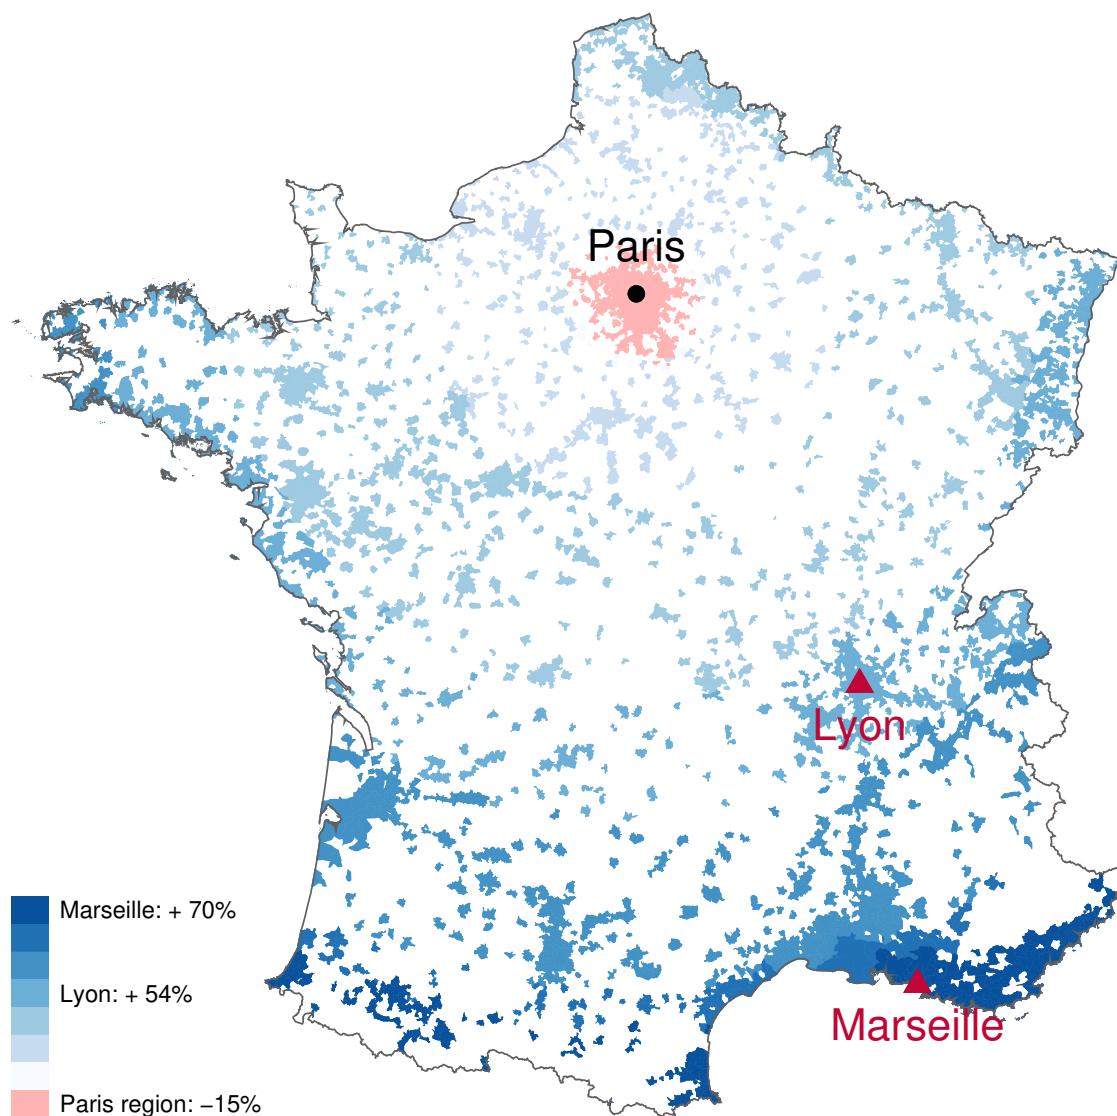 Paris
Lyon
Marseille: + 70%
Lyon: + 54%
Marseille
Paris region: −15%